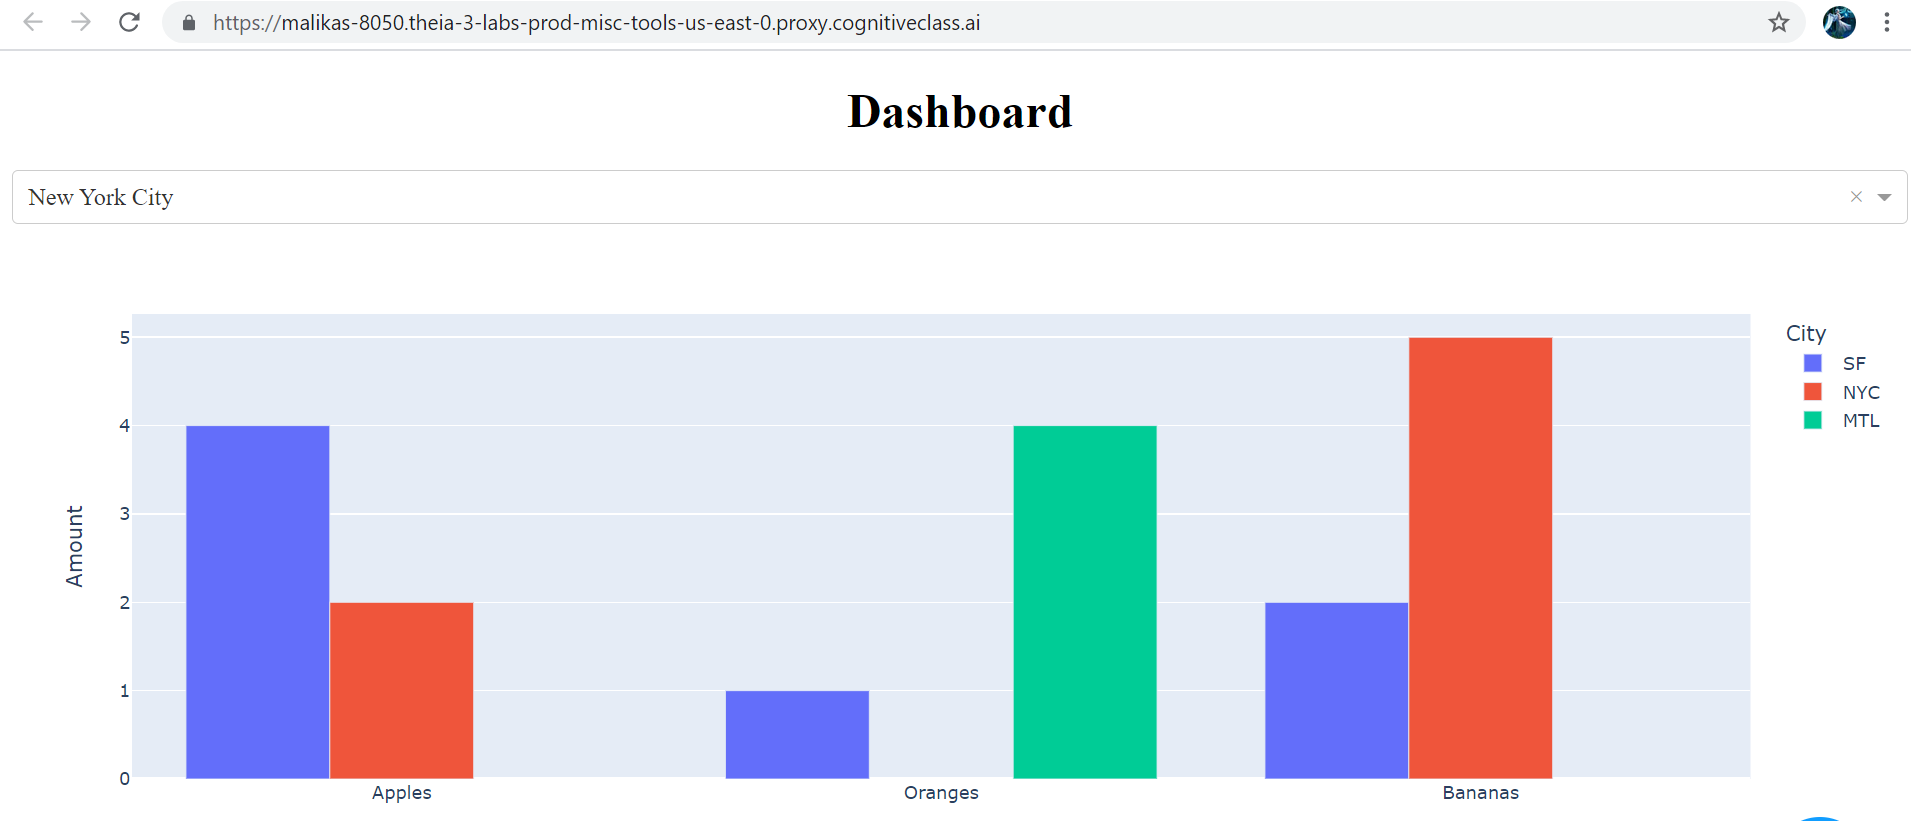 https://malikas-8050.theia-3-labs-prod-misc-tools-us-east-0.proxy.cognitiveclass.ai
Dashboard
New York City
City
SF
NYC
MTL
Amount
5
4
3
2
1
0
Apples Oranges Bananas